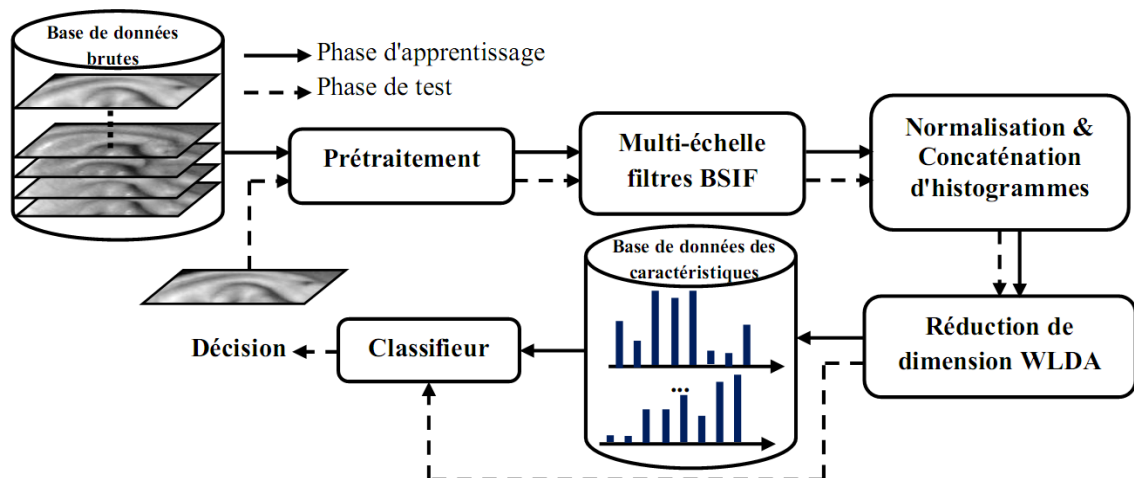 Base de données
brutes
Phase d'apprentissage
Phase de test
Prétraitement
Multi-échelle
filtres BSIF
Normalisation &
Concaténation
d'histogrammes
Base de données des
caractéristiques
...
Réduction de
dimension WLDA
Classifieur
Décision